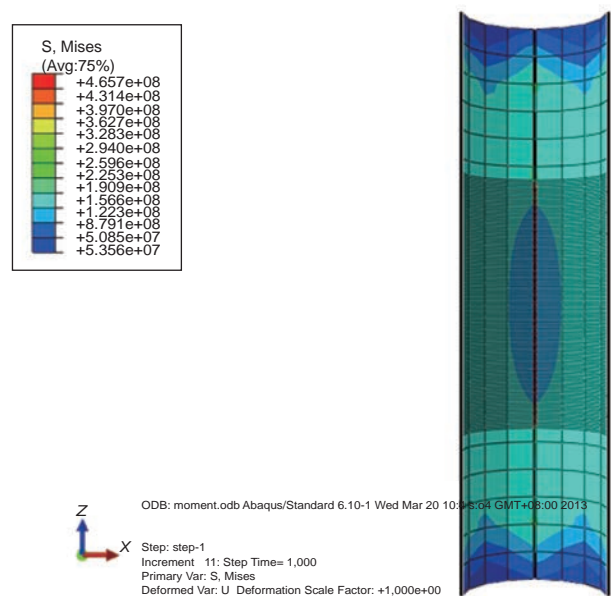 S, Mises
(Avg:75%)
+4.657e+08
+4.314e+08
+3.970e+08
+3.627e+08
+3.283e+08
+2.940e+08
+2.596e+08
+2.253e+08
+1.909e+08
+1.566e+08
+1.223e+08
+8.791e+08
+5.085e+07
+5.356e+07
ODB: moment.odb Abaqus/Standard 6.10-1 Wed Mar 20 GMT+08:00 2013
Z
X
Step: step-1
Increment 11: Step Time= 1,000
Primary Var: S, Mises
Deformed Var: U Deformation Scale Factor: +1,000e+00